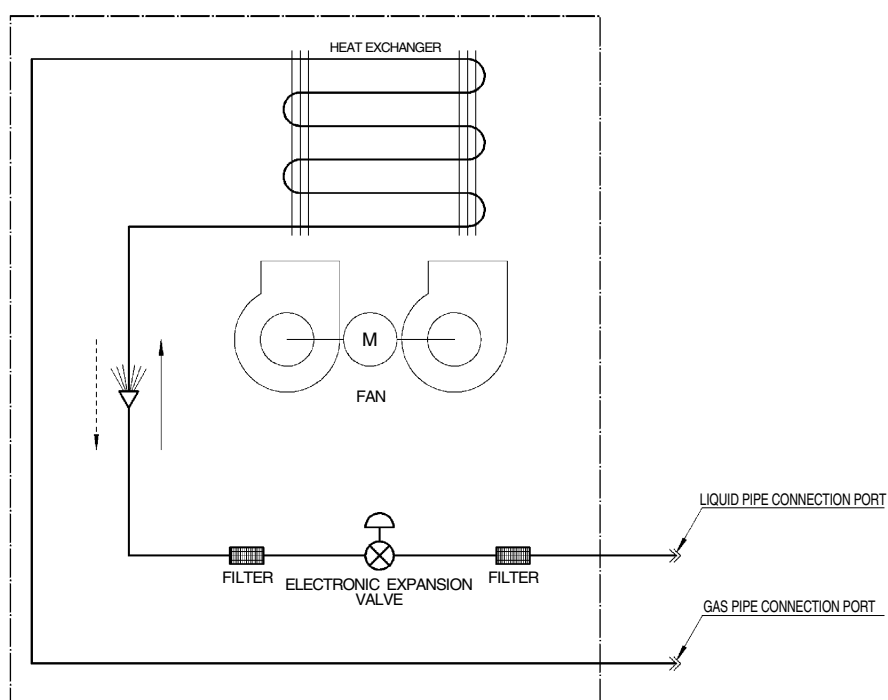 HEAT EXCHANGER
M
FAN
LIQUID PIPE CONNECTION PORT
FILTER
ELECTRONIC EXPANSION
VALVE
FILTER
GAS PIPE CONNECTION PORT